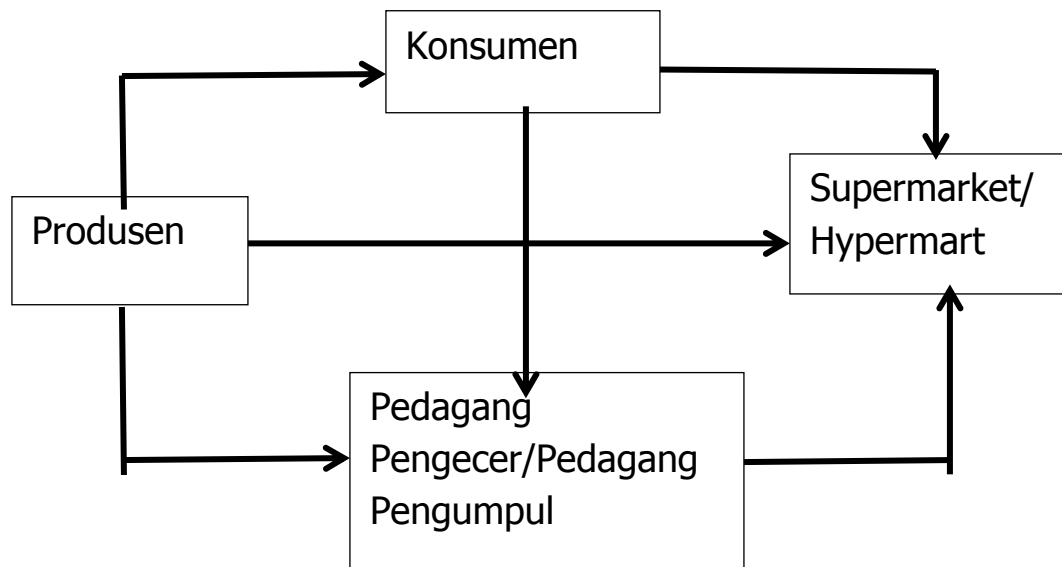 Konsumen
Produsen
Supermarket/
Hypermart
Pedagang
Pengecer/Pedagang
Pengumpul